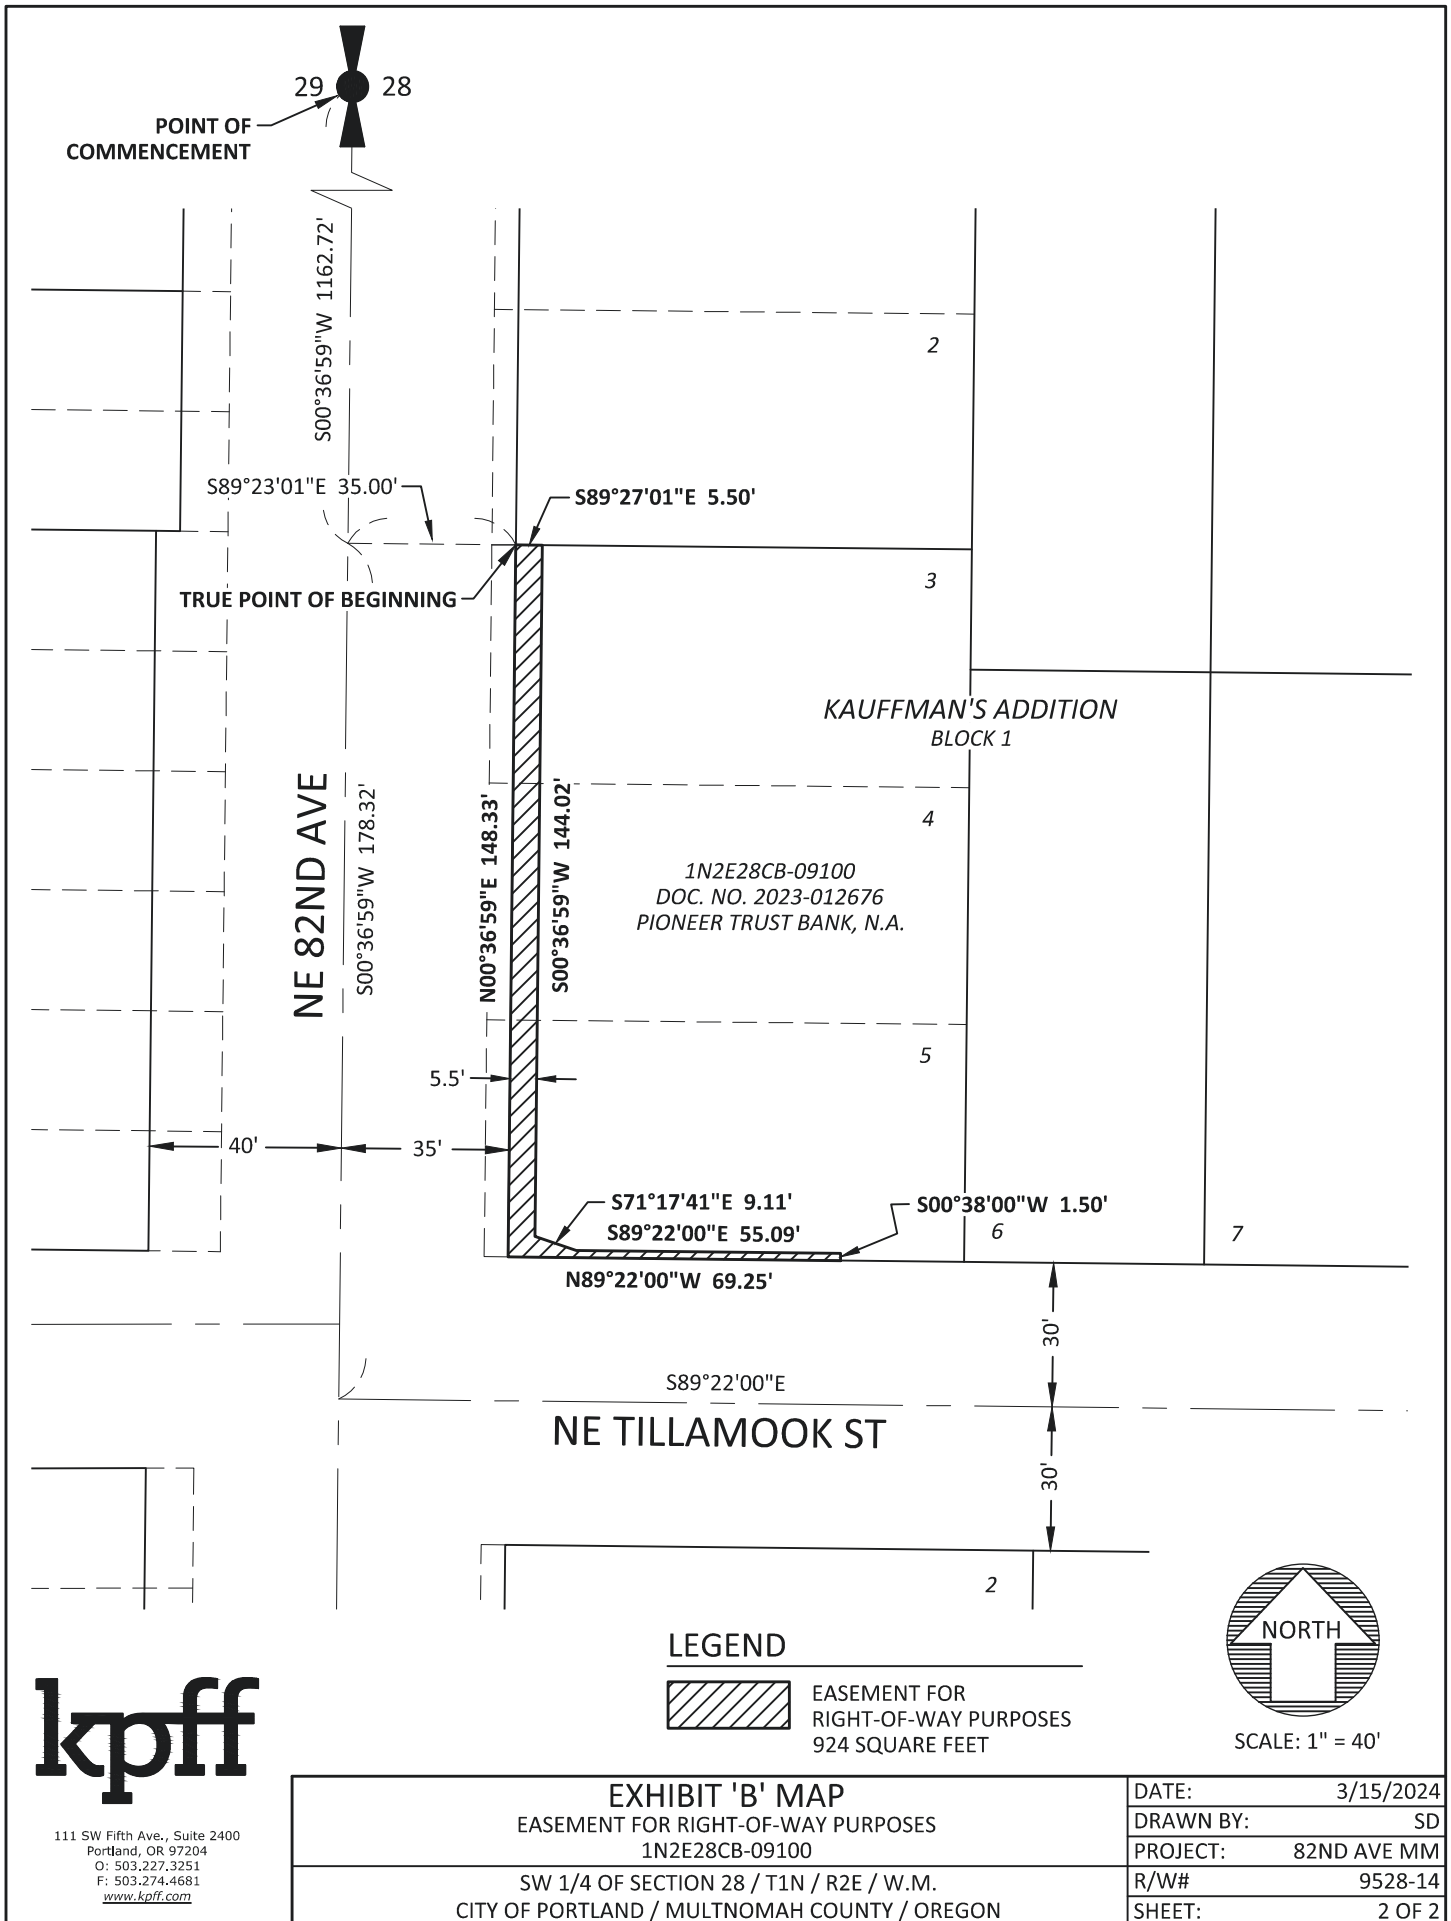 29
28
POINT OF
COMMENCEMENT
S00°36'59"W 1162.72'
2
S89°23'01"E 35.00'
S89°27'01"E 5.50'
3
TRUE POINT OF BEGINNING
KAUFFMAN'S ADDITION
BLOCK 1
NE 82ND AVE
S00°36'59"W 178.32'
N00°36'59"E 148.33'
S00°36'59"W 144.02'
4
1N2E28CB-09100
DOC. NO. 2023-012676
PIONEER TRUST BANK, N.A.
5
5.5'
40'
35'
S71°17'41"E 9.11'
S00°38'00"W 1.50'
S89°22'00"E 55.09'
6
7
N89°22'00"W 69.25'
30'
S89°22'00"E
NE TILLAMOOK ST
30'
2
LEGEND
EASEMENT FOR
RIGHT-OF-WAY PURPOSES
924 SQUARE FEET
NORTH
SCALE: 1" = 40'
kpff
111 SW Fifth Ave., Suite 2400
Portland, OR 97204
O: 503.227.3251
F: 503.274.4681
www.kpff.com
EXHIBIT 'B' MAP
EASEMENT FOR RIGHT-OF-WAY PURPOSES
1N2E28CB-09100
SW 1/4 OF SECTION 28 / T1N / R2E / W.M.
CITY OF PORTLAND / MULTNOMAH COUNTY / OREGON
DATE: 3/15/2024
DRAWN BY: SD
PROJECT: 82ND AVE MM
R/W# 9528-14
SHEET: 2 OF 2